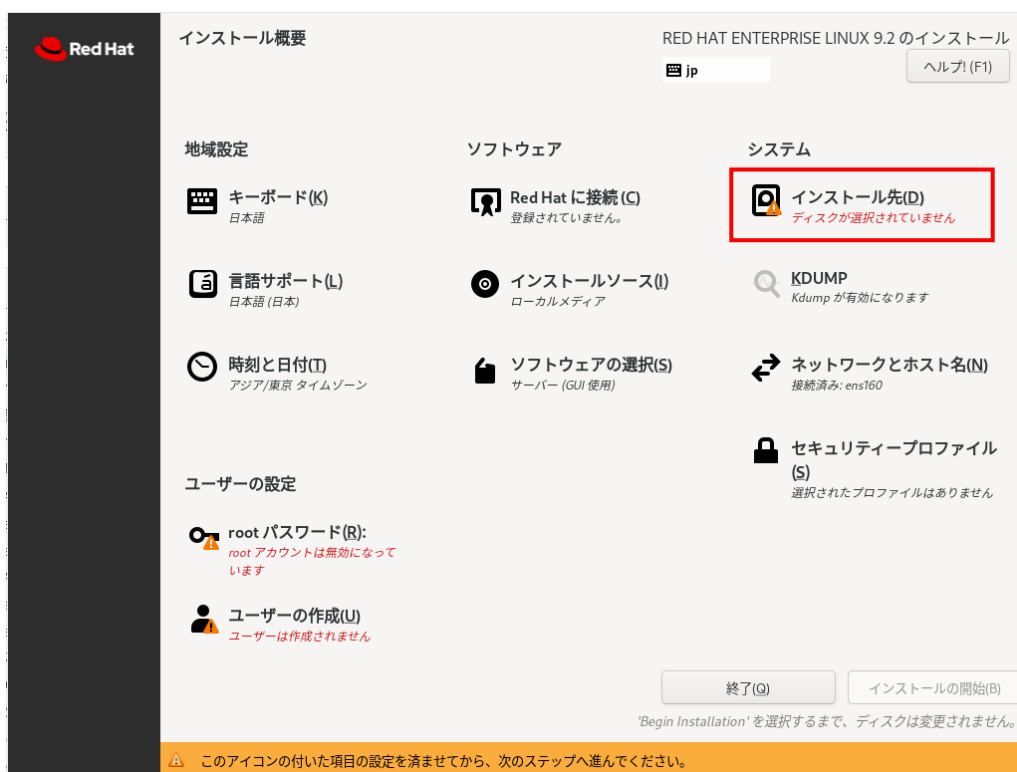 Red Hat
インストール概要
RED HAT ENTERPRISE LINUX 9.2 のインストール
jp
ヘルプ! (F1)
地域設定
キーボード(K)
日本語
言語サポート(L)
日本語 (日本)
時刻と日付(T)
アジア/東京 タイムゾーン
ソフトウェア
Red Hat に接続 (C)
登録されていません。
インストールソース(I)
ローカルメディア
ソフトウェアの選択(S)
サーバー (GUI 使用)
システム
インストール先(D)
ディスクが選択されていません
KDUMP
Kdump が有効になります
ネットワークとホスト名(N)
接続済み: ens160
セキュリティープロファイル
(S)
選択されたプロファイルはありません
ユーザーの設定
root パスワード(R):
root アカウントは無効になって
います
ユーザーの作成(U)
ユーザーは作成されません
終了(Q)
インストールの開始(B)
'Begin Installation' を選択するまで、ディスクは変更されません。
このアイコンの付いた項目の設定を済ませてから、次のステップへ進んでください。